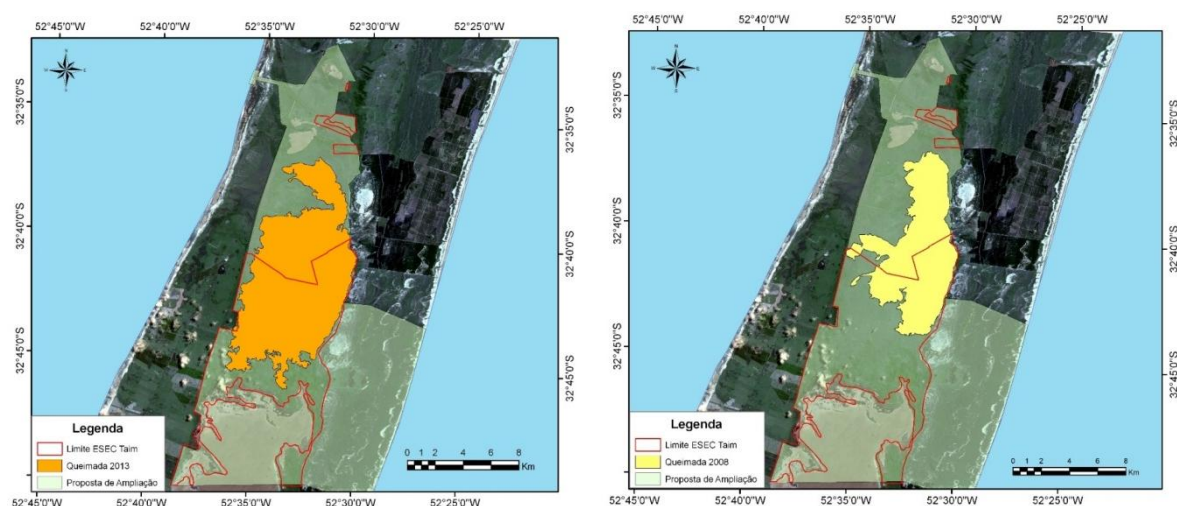 52°45'0"W 52°40'0"W 52°35'0"W 52°30'0"W 52°25'0"W
N
W E
S
32°35'0"S
32°40'0"S
32°45'0"S
32°35'0"S
32°40'0"S
32°45'0"S
Legenda
Limite ESEC Taim
Queimada 2013
Proposta de Ampliação
0 1 2 4 6 8
Km
52°45'0"W 52°40'0"W 52°35'0"W 52°30'0"W 52°25'0"W
52°45'0"W 52°40'0"W 52°35'0"W 52°30'0"W 52°25'0"W
N
W E
S
32°35'0"S
32°40'0"S
32°45'0"S
32°35'0"S
32°40'0"S
32°45'0"S
Legenda
Limite ESEC Taim
Queimada 2008
Proposta de Ampliação
0 1 2 4 6 8
Km
52°45'0"W 52°40'0"W 52°35'0"W 52°30'0"W 52°25'0"W